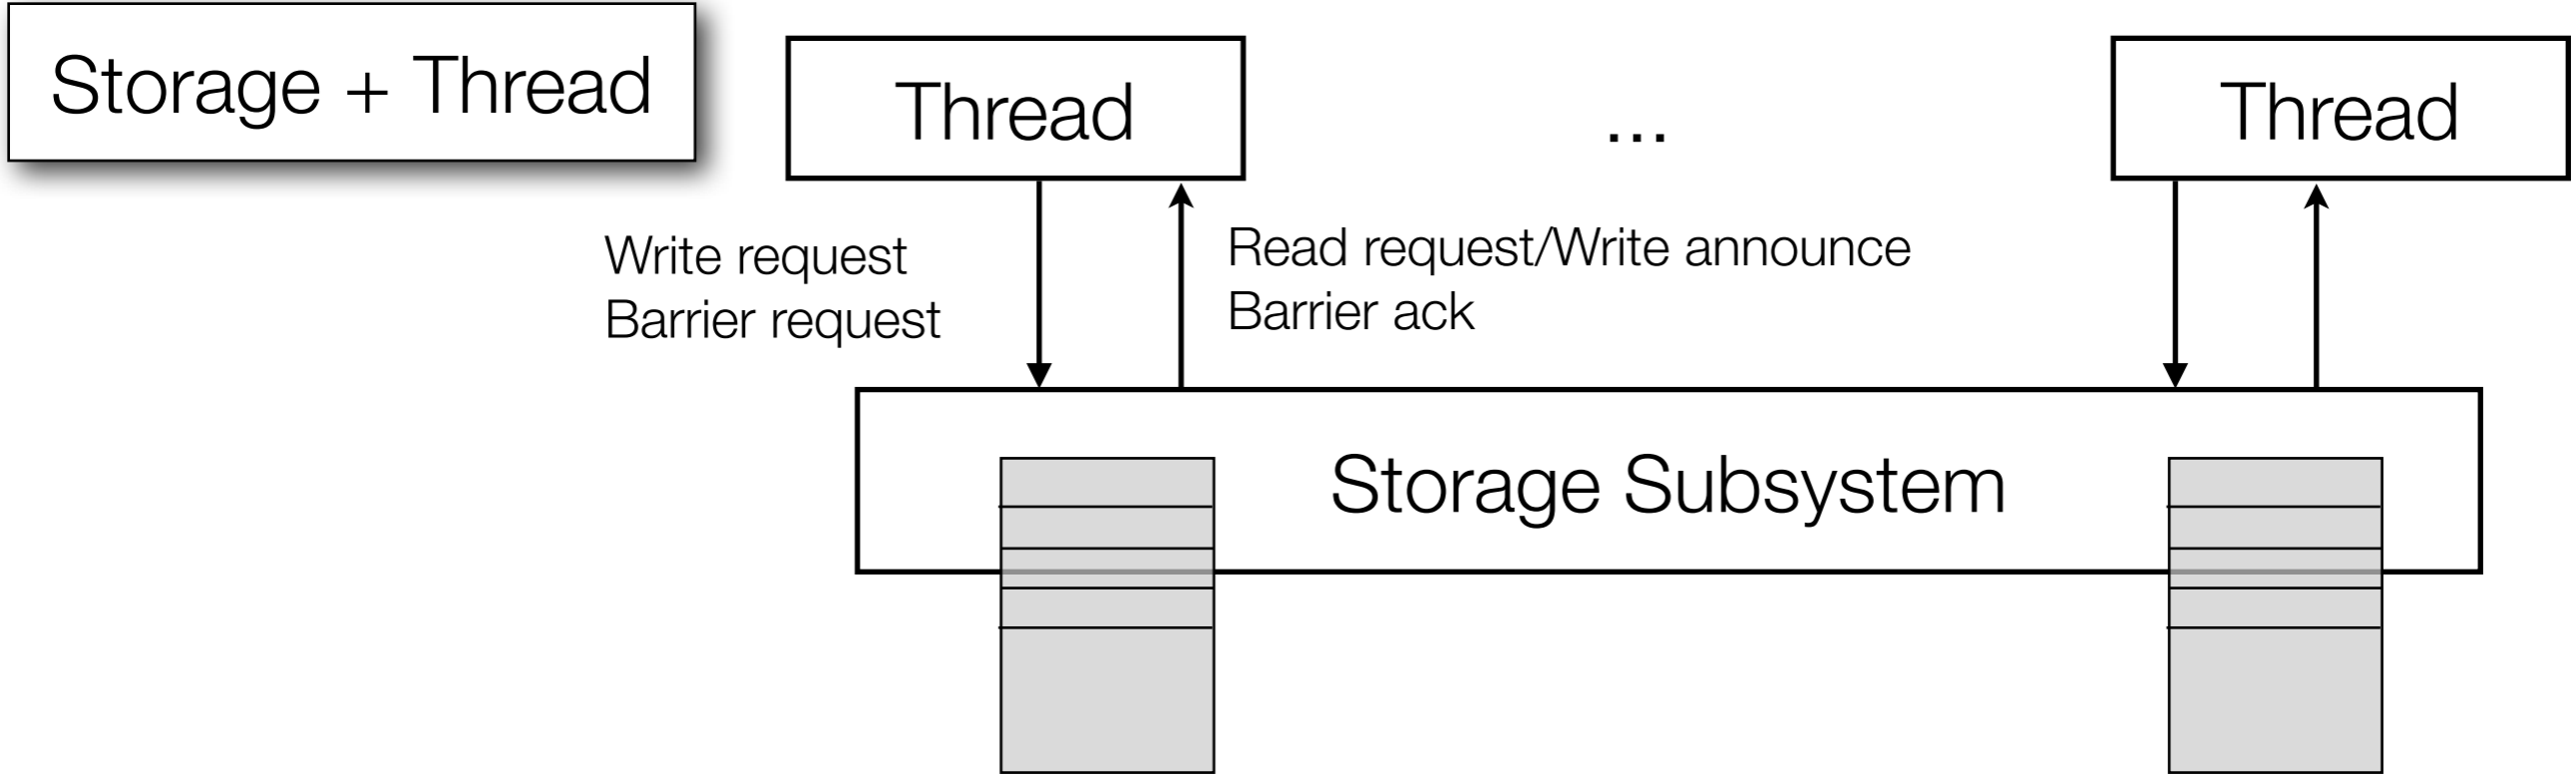 Storage + Thread
Thread
...
Thread
Write request
Barrier request
Read request/Write announce
Barrier ack
Storage Subsystem